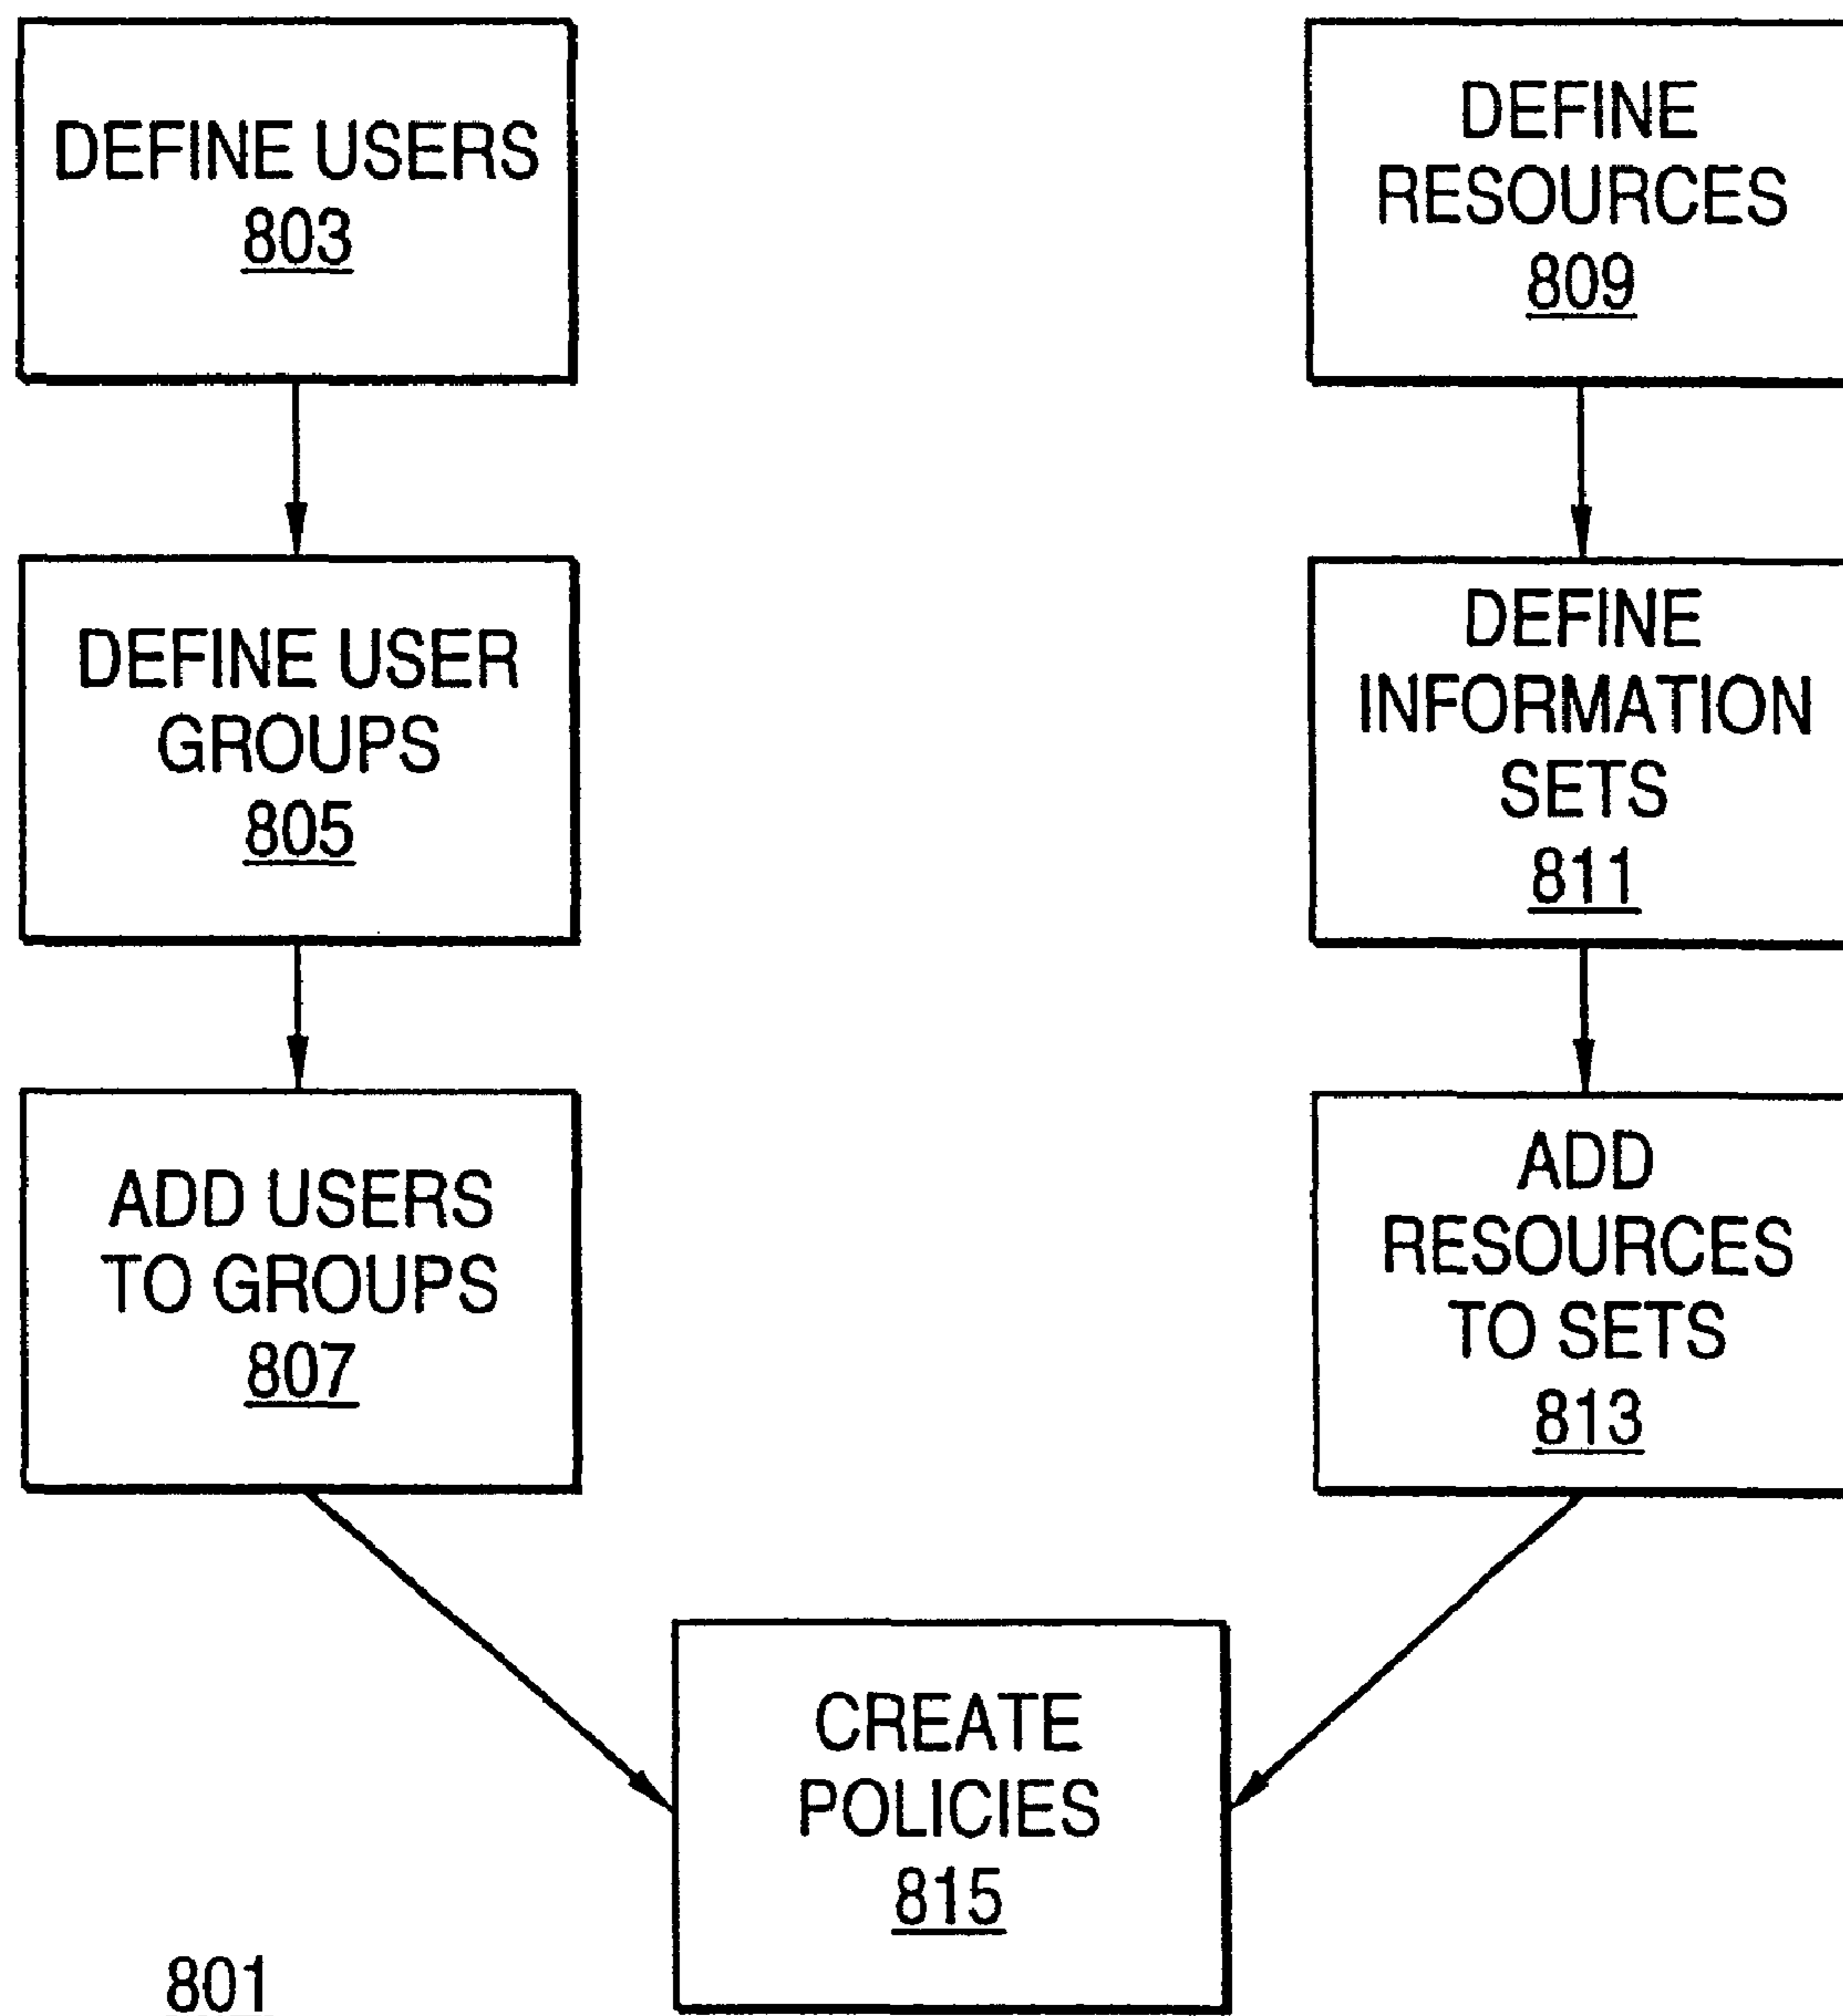 DEFINE USERS
803
DEFINE USER
GROUPS
805
ADD USERS
TO GROUPS
807
DEFINE
RESOURCES
809
DEFINE
INFORMATION
SETS
811
ADD
RESOURCES
TO SETS
813
CREATE
POLICIES
815
801